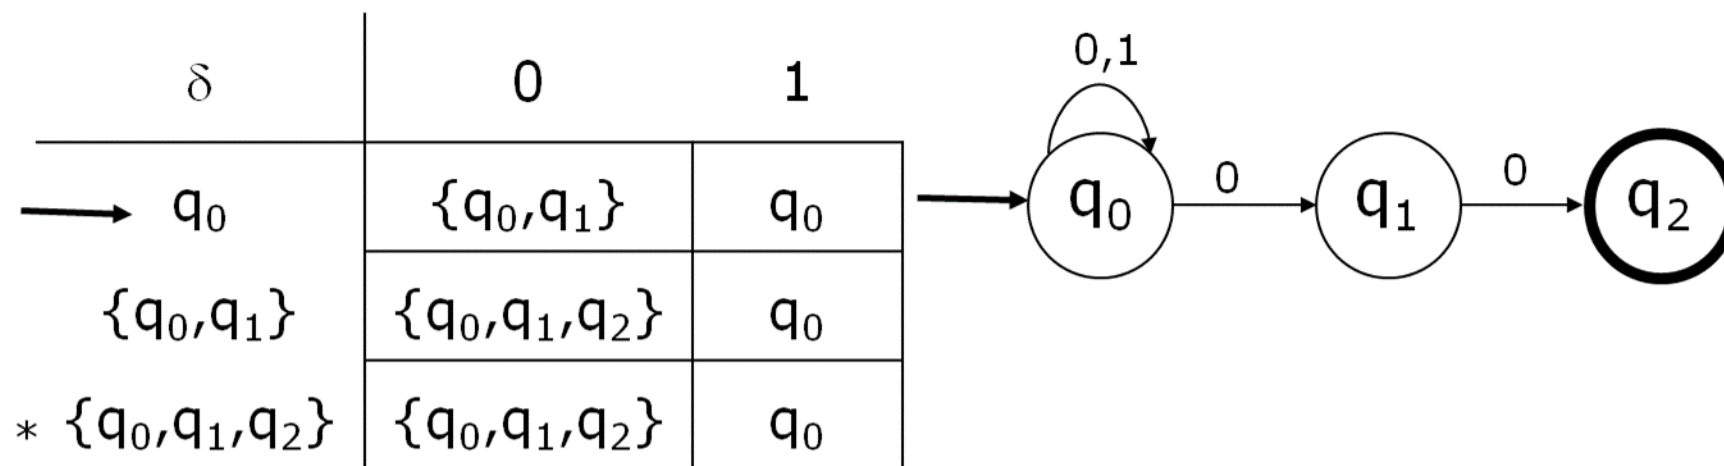 δ 0 1
q₀ {q₀,q₁} q₀
{q₀,q₁} {q₀,q₁,q₂} q₀
* {q₀,q₁,q₂} {q₀,q₁,q₂} q₀
0,1
q₀ 0 q₁ 0 q₂